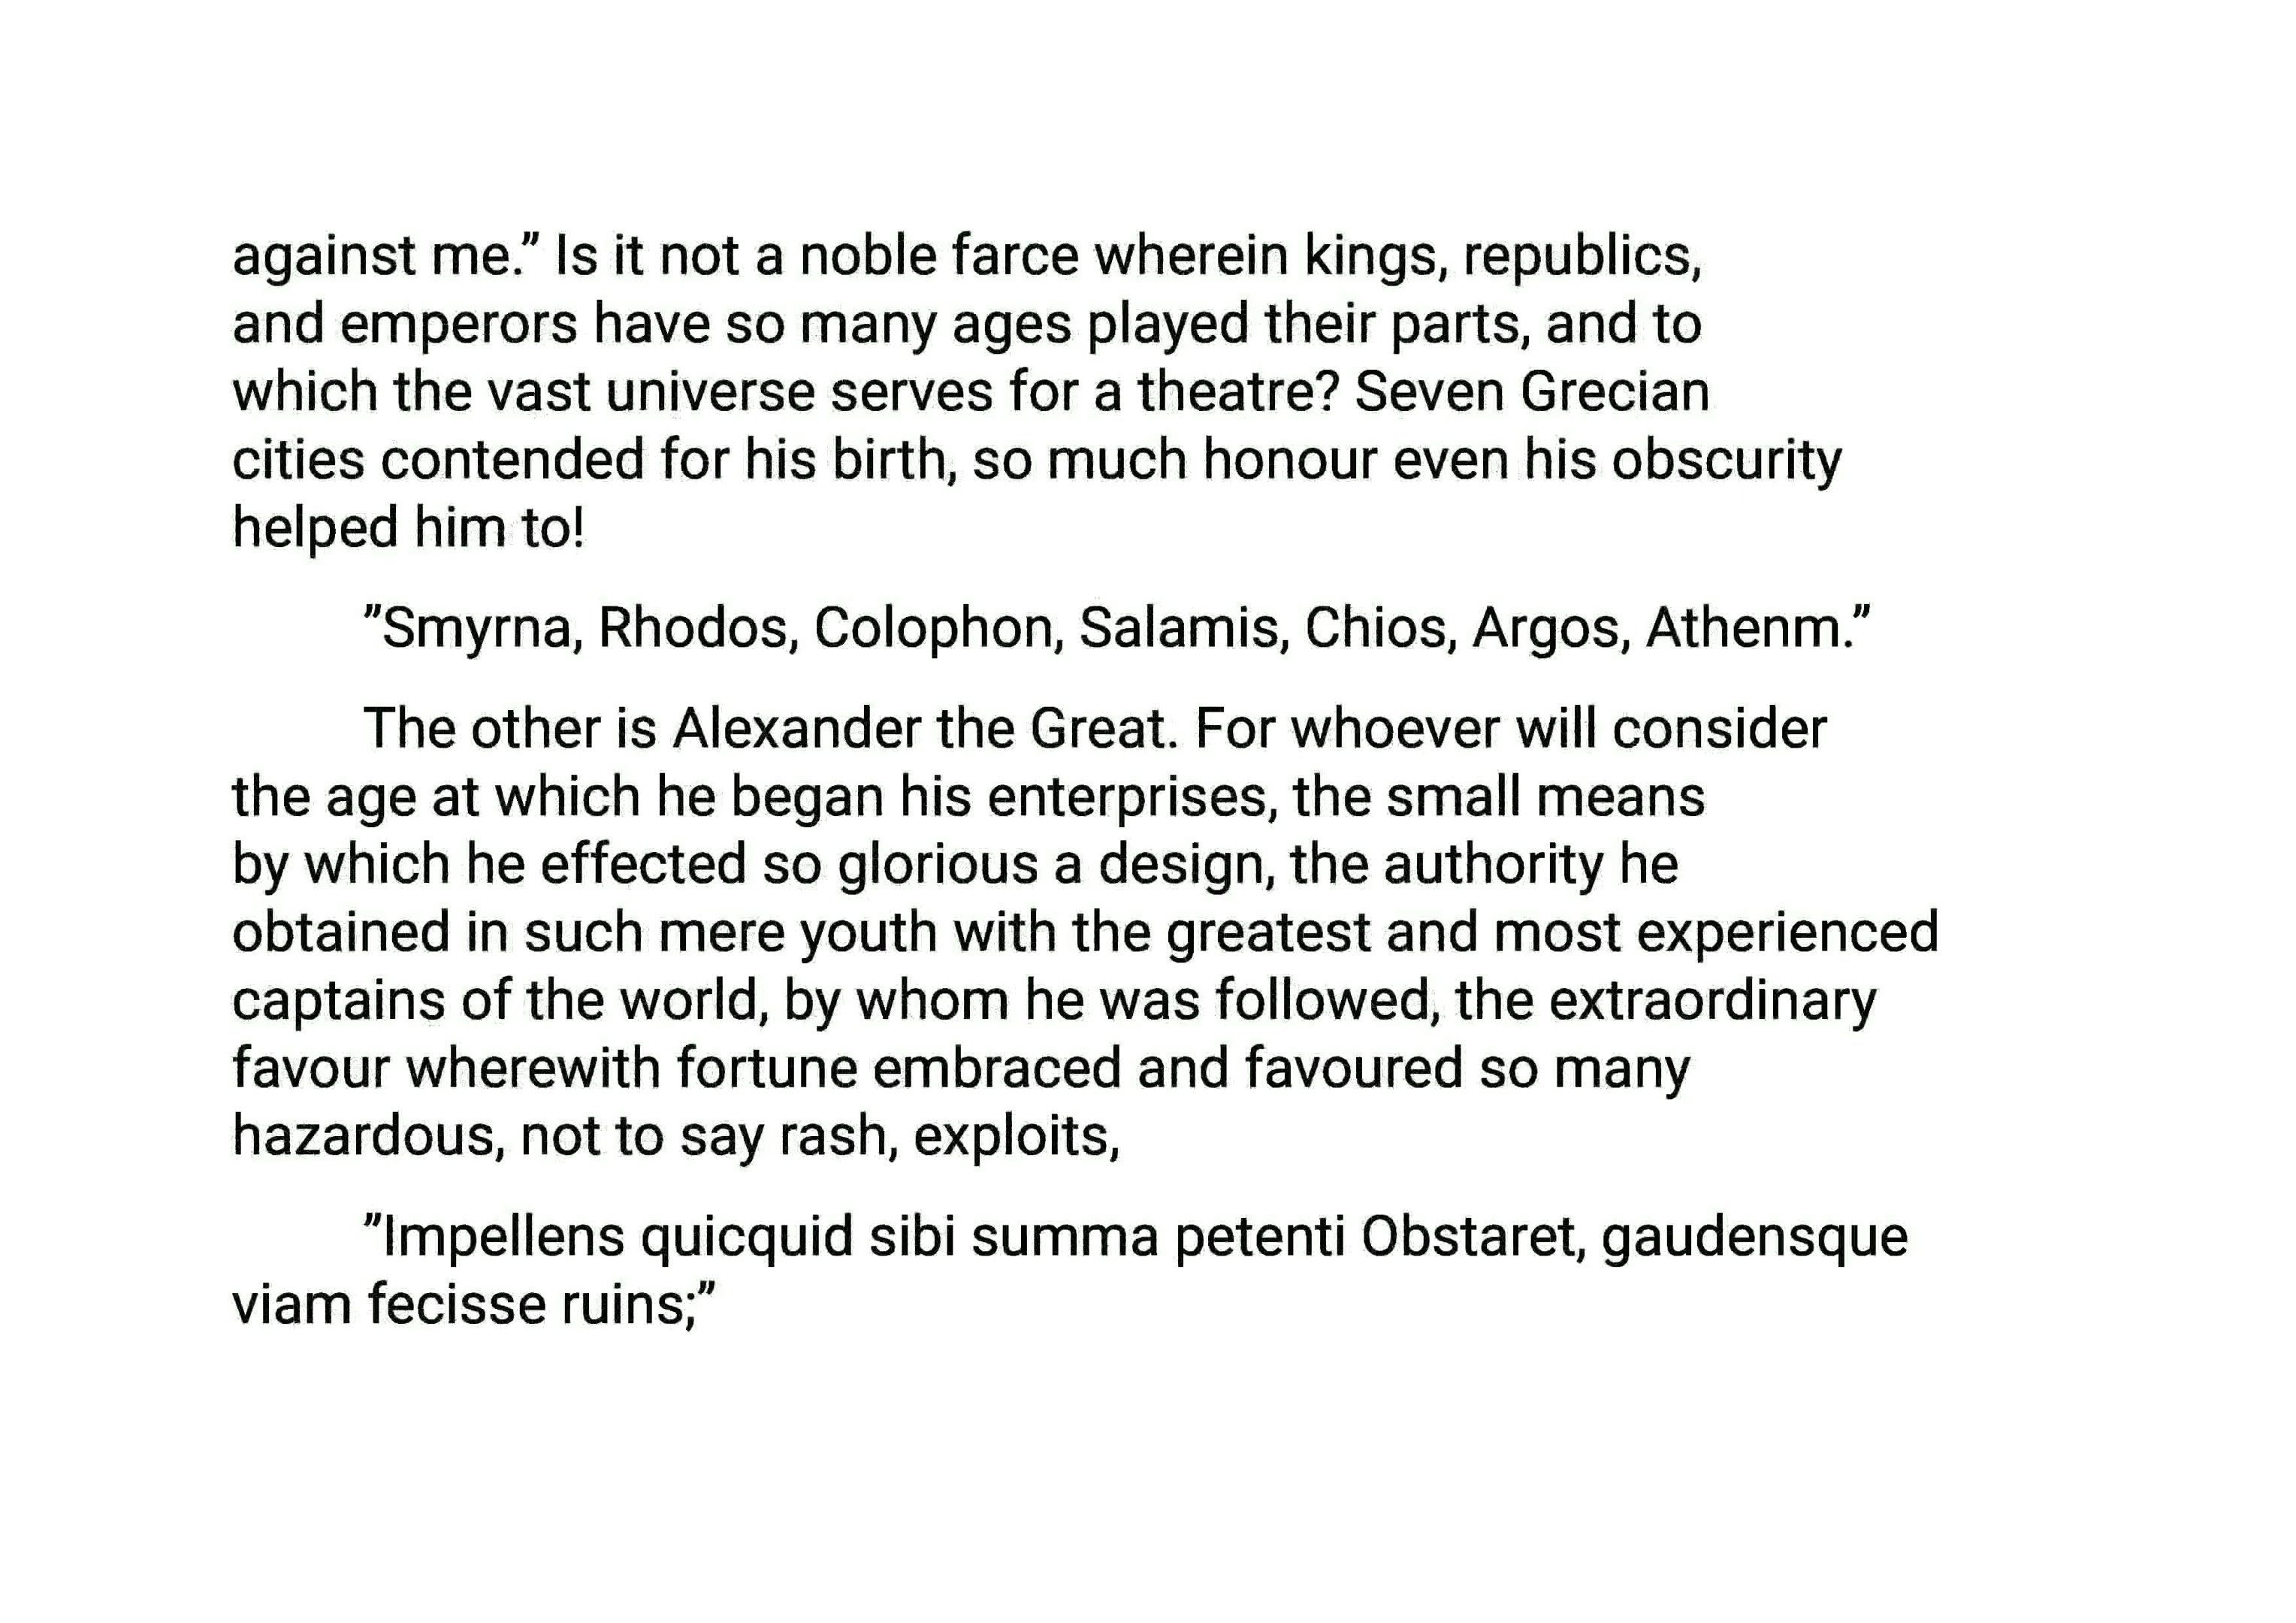 against me.” Is it not a noble farce wherein kings, republics,
and emperors have so many ages played their parts, and to
which the vast universe serves for a theatre? Seven Grecian
cities contended for his birth, so much honour even his obscurity
helped him to!
”Smyrna, Rhodos, Colophon, Salamis, Chios, Argos, Athenm.”
The other is Alexander the Great. For whoever will consider
the age at which he began his enterprises, the small means
by which he effected so glorious a design, the authority he
obtained in such mere youth with the greatest and most experienced
captains of the world, by whom he was followed, the extraordinary
favour wherewith fortune embraced and favoured so many
hazardous, not to say rash, exploits,
”Impellens quicquid sibi summa petenti Obstaret, gaudensque
viam fecisse ruins;”